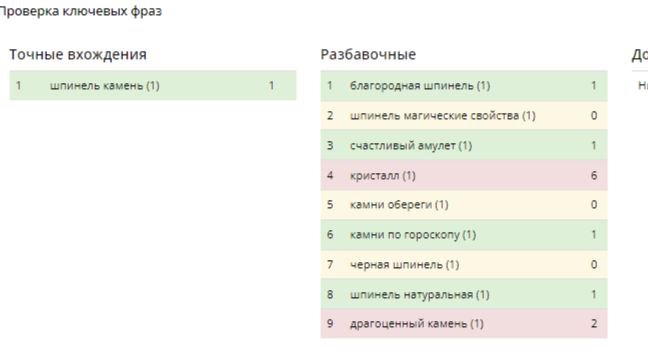 Проверка ключевых фраз
Точные вхождения
1 шпинель камень (1) 1
Разбавочные
1 благородная шпинель (1) 1
2 шпинель магические свойства (1) 0
3 счастливый амулет (1) 1
4 кристалл (1) 6
5 камни обереги (1) 0
6 камни по гороскопу (1) 1
7 черная шпинель (1) 0
8 шпинель натуральная (1) 1
9 драгоценный камень (1) 2